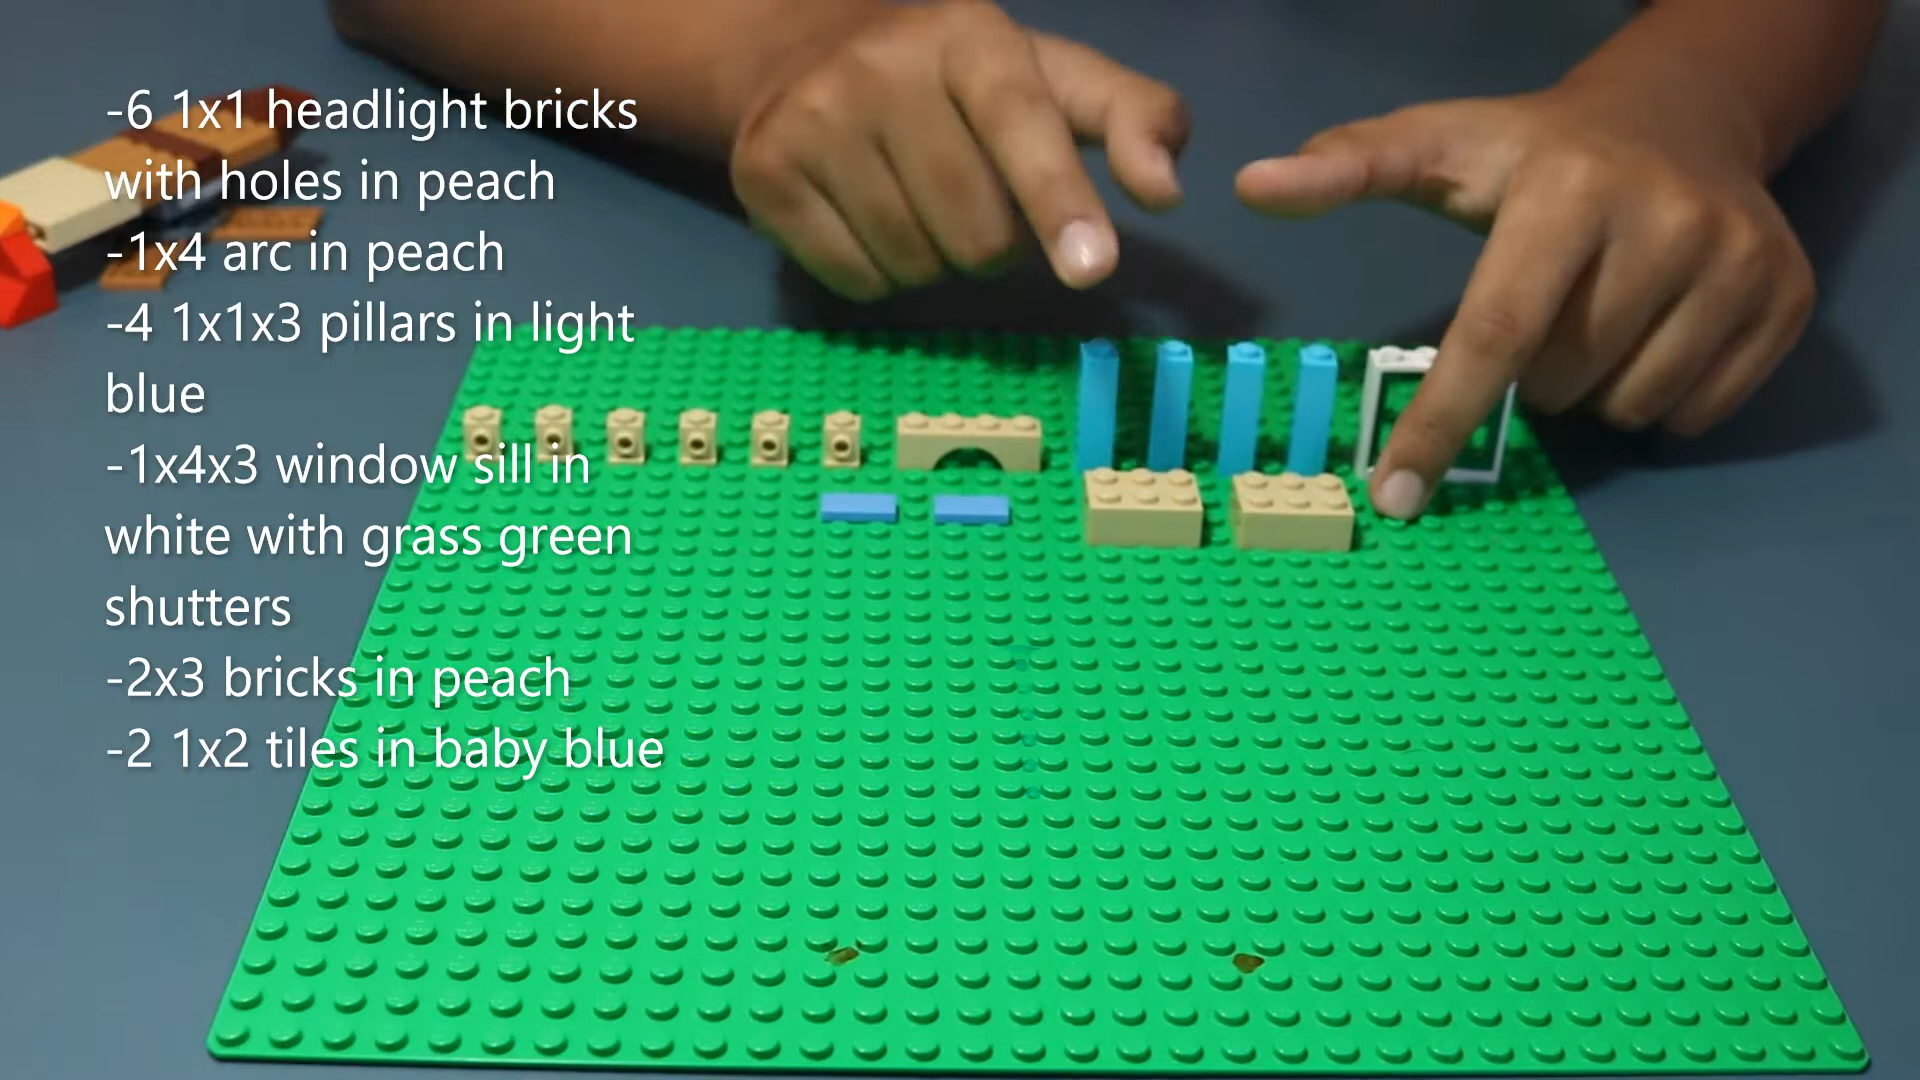 -6 1x1 headlight bricks
with holes in peach
-1x4 arc in peach
-4 1x1x3 pillars in light
blue
-1x4x3 window sill in
white with grass green
shutters
-2x3 bricks in peach
-2 1x2 tiles in baby blue